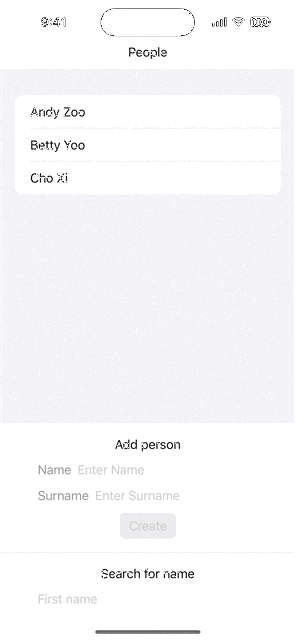 9:41
People
Andy Zoo
Betty Yoo
Cho Xi
Add person
Name Enter Name
Surname Enter Surname
Create
Search for name
First name